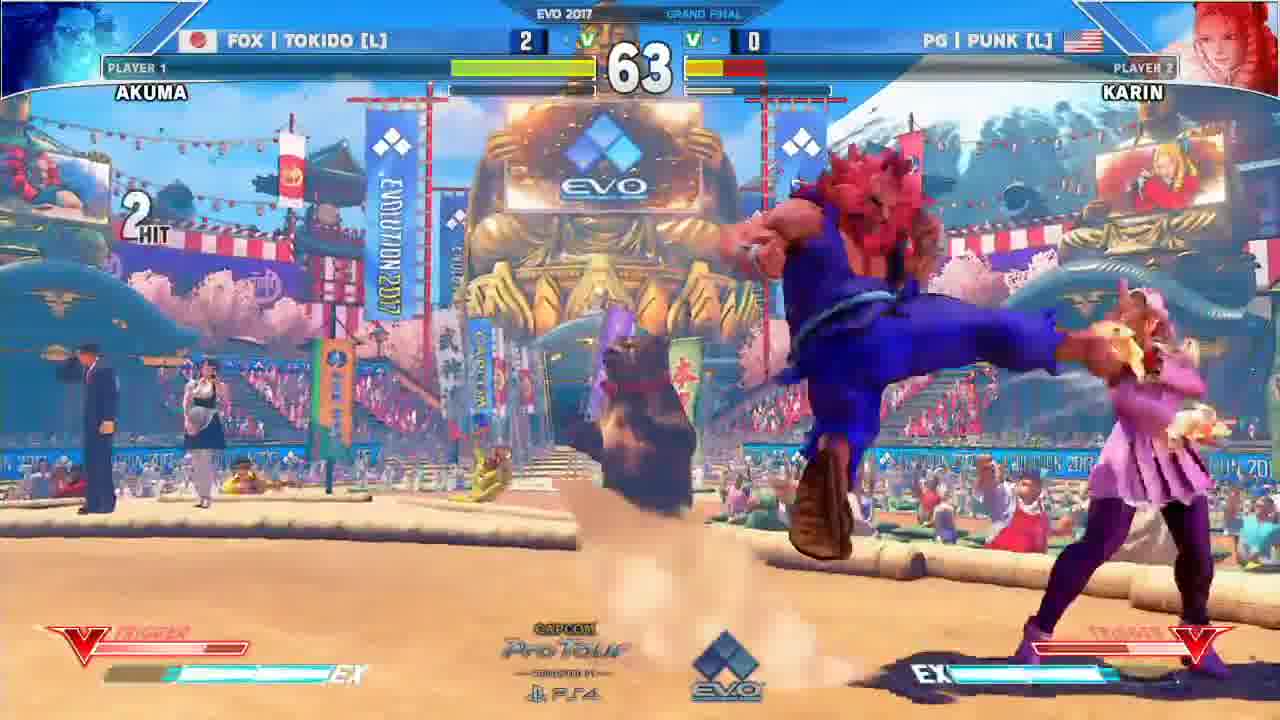 EVO 2017 GRAND FINAL
FOX | TOKIDO [L] 2 V 63 V 0 PG | PUNK [L]
PLAYER 1 PLAYER 2
AKUMA KARIN
EVO
2
HIT
EVOLUTION 2017
TRIGGER TRIGGER
EX EX
CAPCOM
Pro Tour
PS4
EVO